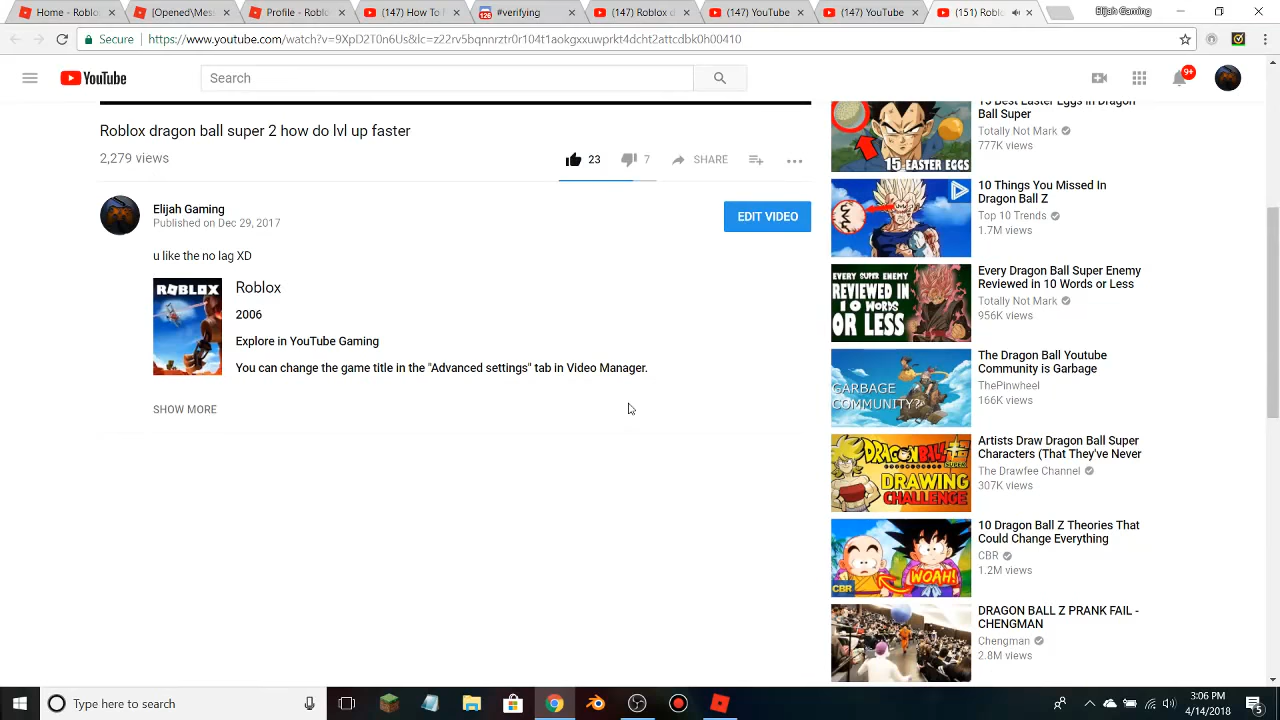 Home - Roblo
[Opened]Mess
Profile - Roblo
(147) How To I
126
#verifying
(147) Roblox d
(147) YouTube
(147) YouTube
(151) Robl
Elijah Gaming
Secure
https://www.youtube.com/watch?v=9XpD2T0n6Us&lc=z22rv5bqnnrztr0r104t1aokgxxuwprkt4dcht2attcdbk0h00410
YouTube
Search
9+
Roblox dragon ball super 2 how do lvl up faster
2,279 views
23
7
SHARE
Elijah Gaming
Published on Dec 29, 2017
EDIT VIDEO
u like the no lag XD
ROBLOX
Roblox
2006
Explore in YouTube Gaming
You can change the game title in the "Advanced settings" tab in Video Manager.
SHOW MORE
15 EASTER EGGS
15 Best Easter Eggs in Dragon
Ball Super
Totally Not Mark
777K views
10 Things You Missed In
Dragon Ball Z
Top 10 Trends
1.7M views
EVERY SUPER ENEMY
REVIEWED IN
10 WORDS
OR LESS
Every Dragon Ball Super Enemy
Reviewed in 10 Words or Less
Totally Not Mark
956K views
GARBAGE
COMMUNITY?
The Dragon Ball Youtube
Community is Garbage
ThePinwheel
166K views
DRAGONBALL
DRAWING
CHALLENGE
Artists Draw Dragon Ball Super
Characters (That They've Never
The Drawfee Channel
307K views
WOAH!
CBR
10 Dragon Ball Z Theories That
Could Change Everything
CBR
1.2M views
DRAGON BALL Z PRANK FAIL -
CHENGMAN
Chengman
2.8M views
Type here to search
3:06 PM
4/14/2018
5